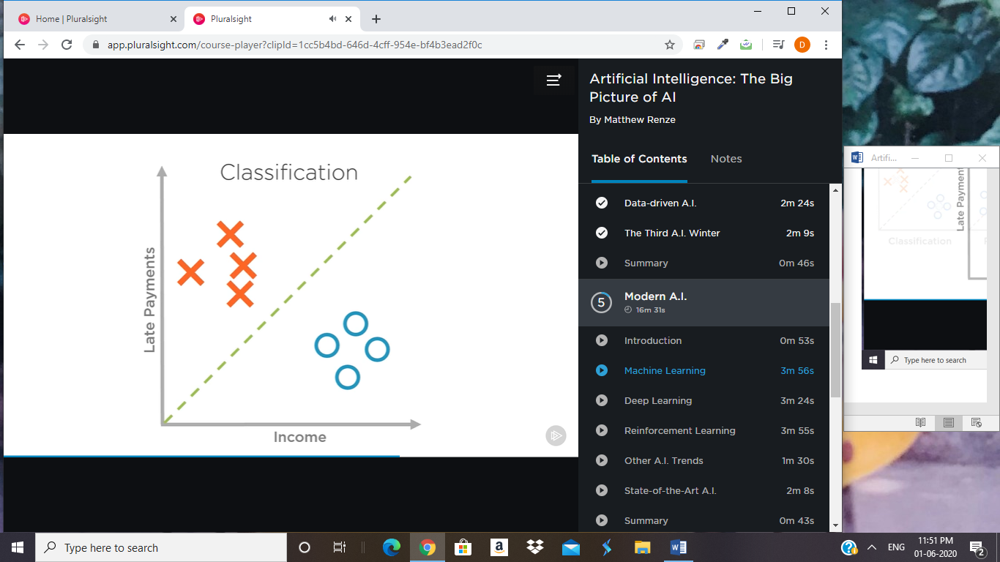 Home | Pluralsight
Pluralsight
app.pluralsight.com/course-player?clipId=1cc5b4bd-646d-4cff-954e-bf4b3ead2f0c
D
Classification
Late Payments
Income
Artificial Intelligence: The Big
Picture of AI
By Matthew Renze
Table of Contents
Notes
Data-driven A.I. 2m 24s
The Third A.I. Winter 2m 9s
Summary 0m 46s
5 Modern A.I.
16m 31s
Introduction 0m 53s
Machine Learning 3m 56s
Deep Learning 3m 24s
Reinforcement Learning 3m 55s
Other A.I. Trends 1m 30s
State-of-the-Art A.I. 2m 8s
Summary 0m 43s
Artifi...
Late Payment
Classification
Type here to search
Type here to search
a
ENG
11:51 PM
01-06-2020
2